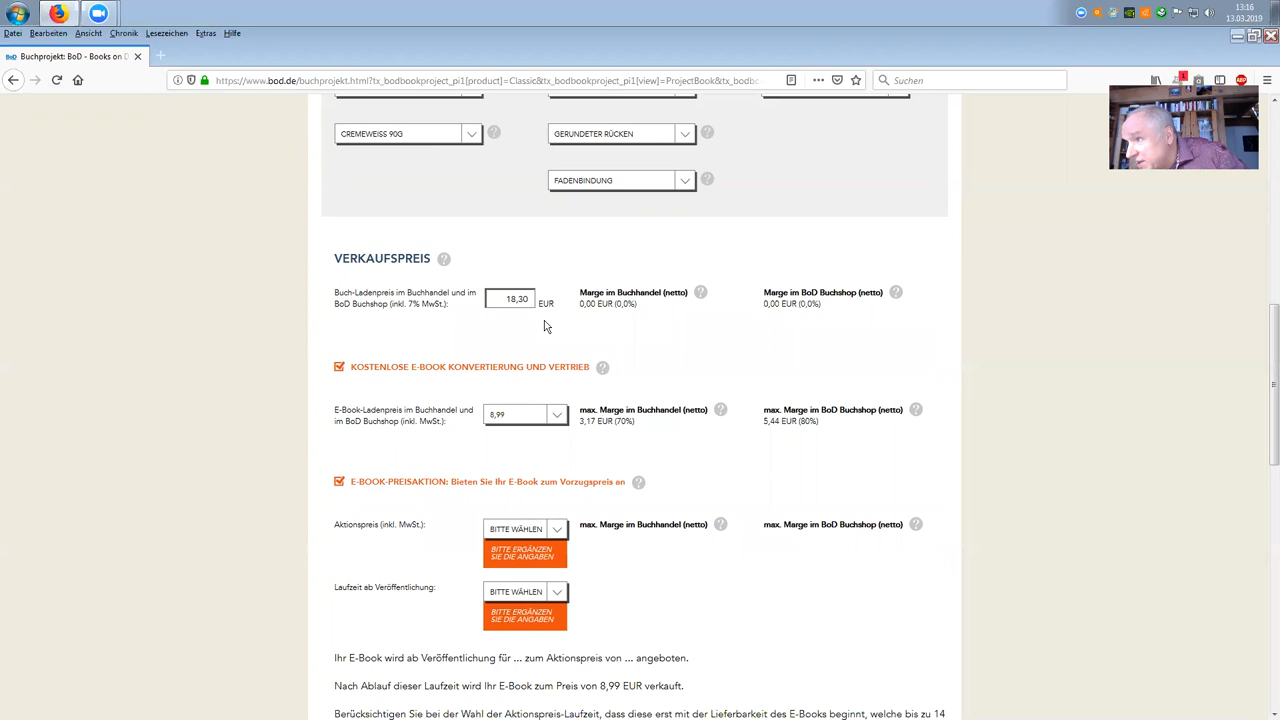 13:16
13.03.2019
Datei Bearbeiten Ansicht Chronik Lesezeichen Extras Hilfe
BoD Buchprojekt: BoD - Books on D
https://www.bod.de/buchprojekt.html?tx_bodbookproject_pi1[product]=Classic&tx_bodbookproject_pi1[view]=ProjectBook&tx_bodbo
Suchen
1
ABP
CREMEWEISS 90G ?
GERUNDETER RÜCKEN ?
FADENBINDUNG ?
VERKAUFSPREIS ?
Buch-Ladenpreis im Buchhandel und im
BoD Buchshop (inkl. 7% MwSt.):
18,30 EUR
Marge im Buchhandel (netto) ?
0,00 EUR (0,0%)
Marge im BoD Buchshop (netto) ?
0,00 EUR (0,0%)
KOSTENLOSE E-BOOK KONVERTIERUNG UND VERTRIEB ?
E-Book-Ladenpreis im Buchhandel und
im BoD Buchshop (inkl. MwSt.):
8,99
max. Marge im Buchhandel (netto) ?
3,17 EUR (70%)
max. Marge im BoD Buchshop (netto) ?
5,44 EUR (80%)
E-BOOK-PREISAKTION: Bieten Sie Ihr E-Book zum Vorzugspreis an ?
Aktionspreis (inkl. MwSt.):
BITTE WÄHLEN
BITTE ERGÄNZEN
SIE DIE ANGABEN
max. Marge im Buchhandel (netto) ?
max. Marge im BoD Buchshop (netto) ?
Laufzeit ab Veröffentlichung:
BITTE WÄHLEN
BITTE ERGÄNZEN
SIE DIE ANGABEN
Ihr E-Book wird ab Veröffentlichung für ... zum Aktionspreis von ... angeboten.
Nach Ablauf dieser Laufzeit wird Ihr E-Book zum Preis von 8,99 EUR verkauft.
Berücksichtigen Sie bei der Wahl der Aktionspreis-Laufzeit, dass diese erst mit der Lieferbarkeit des E-Books beginnt, welche bis zu 14